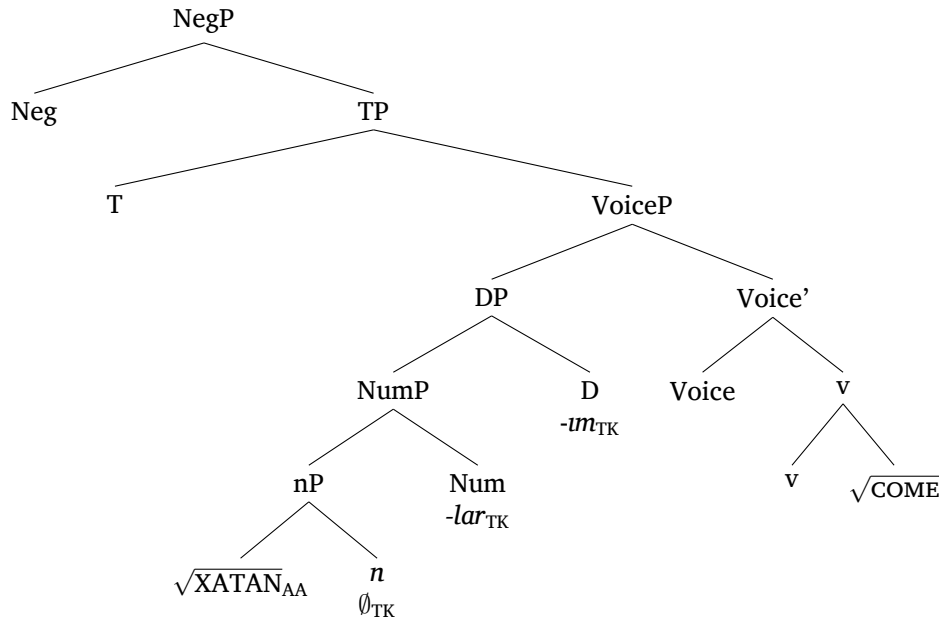 NegP
Neg TP
T VoiceP
DP Voice’
NumP D Voice v
-ım_TK
nP Num v √COME
-lar_TK
√XATAN_AA n
∅_TK